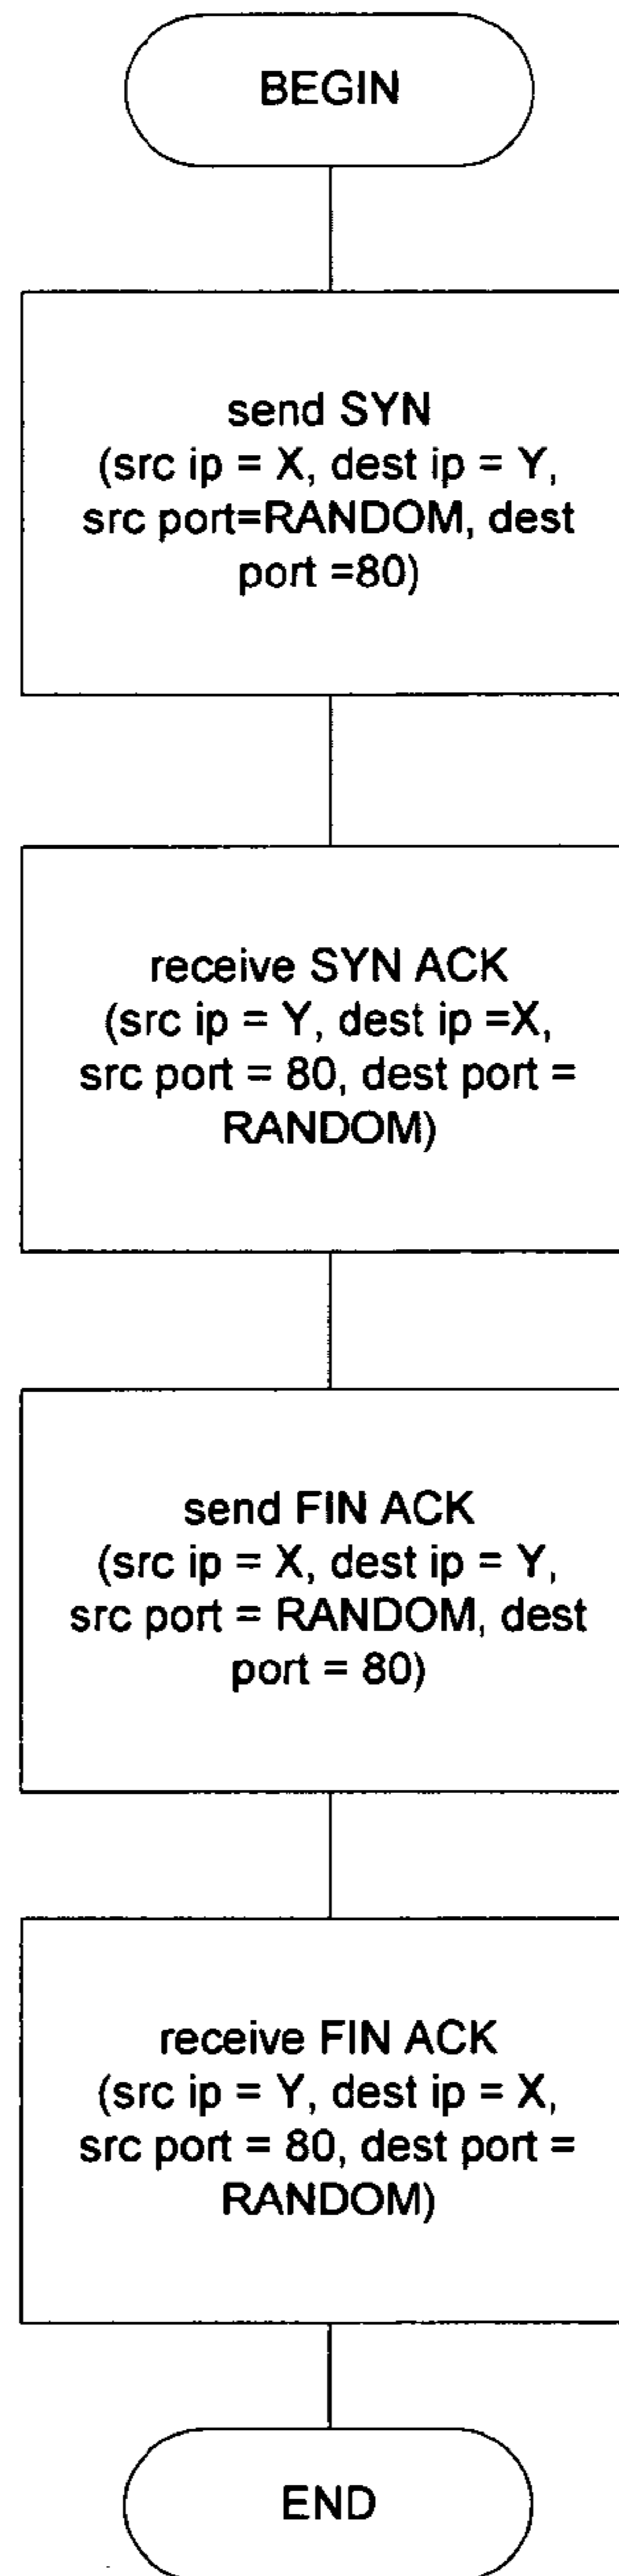 BEGIN
send SYN
(src ip = X, dest ip = Y,
src port=RANDOM, dest
port =80)
receive SYN ACK
(src ip = Y, dest ip =X,
src port = 80, dest port =
RANDOM)
send FIN ACK
(src ip = X, dest ip = Y,
src port = RANDOM, dest
port = 80)
receive FIN ACK
(src ip = Y, dest ip = X,
src port = 80, dest port =
RANDOM)
END